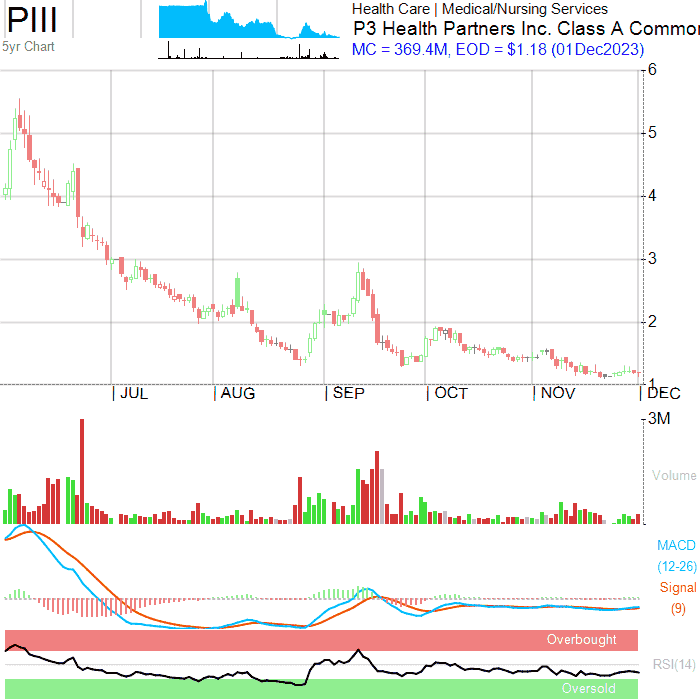 PIII
5yr Chart
Health Care | Medical/Nursing Services
P3 Health Partners Inc. Class A Common
MC = 369.4M, EOD = $1.18 (01Dec2023)
6
5
4
3
2
1
JUL
AUG
SEP
OCT
NOV
DEC
3M
Volume
MACD
(12-26)
Signal
(9)
Overbought
RSI(14)
Oversold